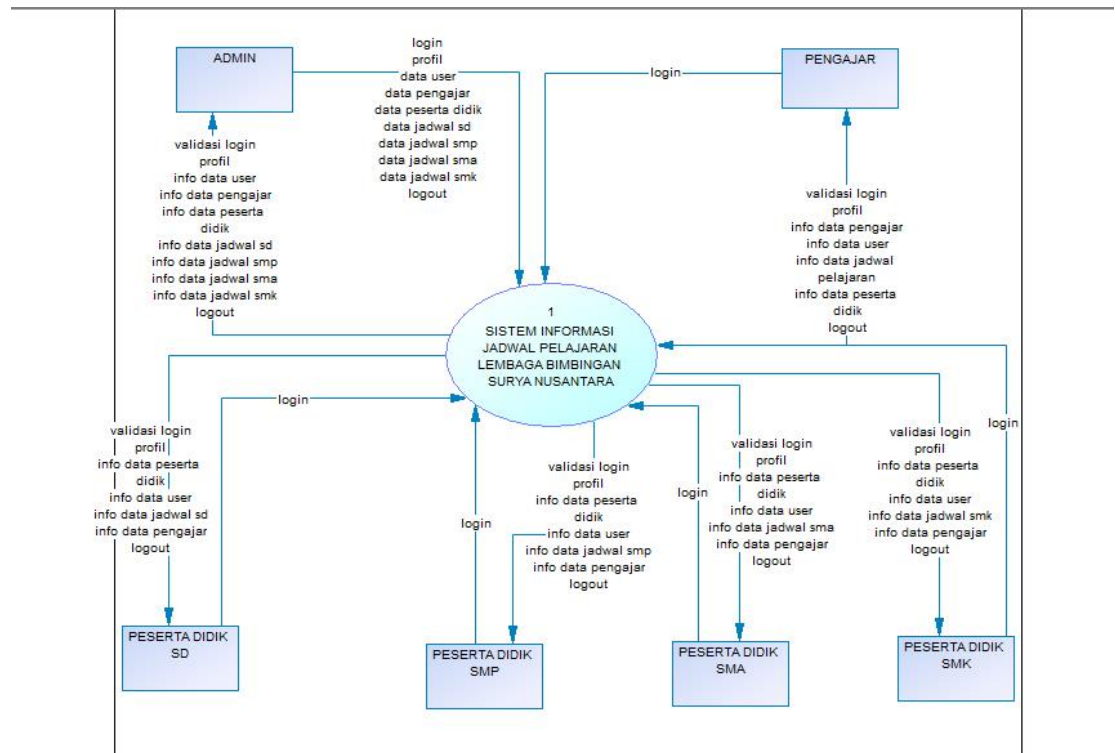 ADMIN
login
profil
data user
data pengajar
data peserta didik
data jadwal sd
data jadwal smp
data jadwal sma
data jadwal smk
logout
login
PENGAJAR
validasi login
profil
info data user
info data pengajar
info data peserta
didik
info data jadwal sd
info data jadwal smp
info data jadwal sma
info data jadwal smk
logout
validasi login
profil
info data pengajar
info data user
info data jadwal
pelajaran
info data peserta
didik
logout
1
SISTEM INFORMASI
JADWAL PELAJARAN
LEMBAGA BIMBINGAN
SURYA NUSANTARA
login
validasi login
profil
info data peserta
didik
info data user
info data jadwal sd
info data pengajar
logout
login
validasi login
profil
info data peserta
didik
info data user
info data jadwal smp
info data pengajar
logout
login
validasi login
profil
info data peserta
didik
info data user
info data jadwal sma
info data pengajar
logout
validasi login
profil
info data peserta
didik
info data user
info data jadwal smk
info data pengajar
logout
login
PESERTA DIDIK
SD
PESERTA DIDIK
SMP
PESERTA DIDIK
SMA
PESERTA DIDIK
SMK